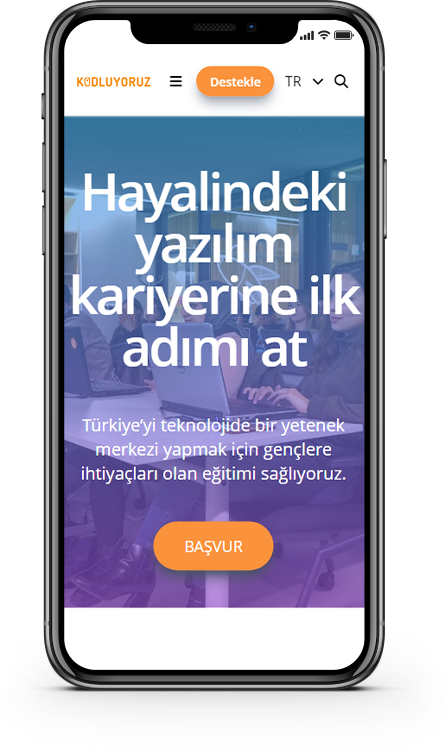 KODLUYORUZ
Destekle
TR
Hayalindeki
yazılım
kariyerine ilk
adımı at
Türkiye'yi teknolojide bir yetenek
merkezi yapmak için gençlere
ihtiyaçları olan eğitimi sağlıyoruz.
BAŞVUR